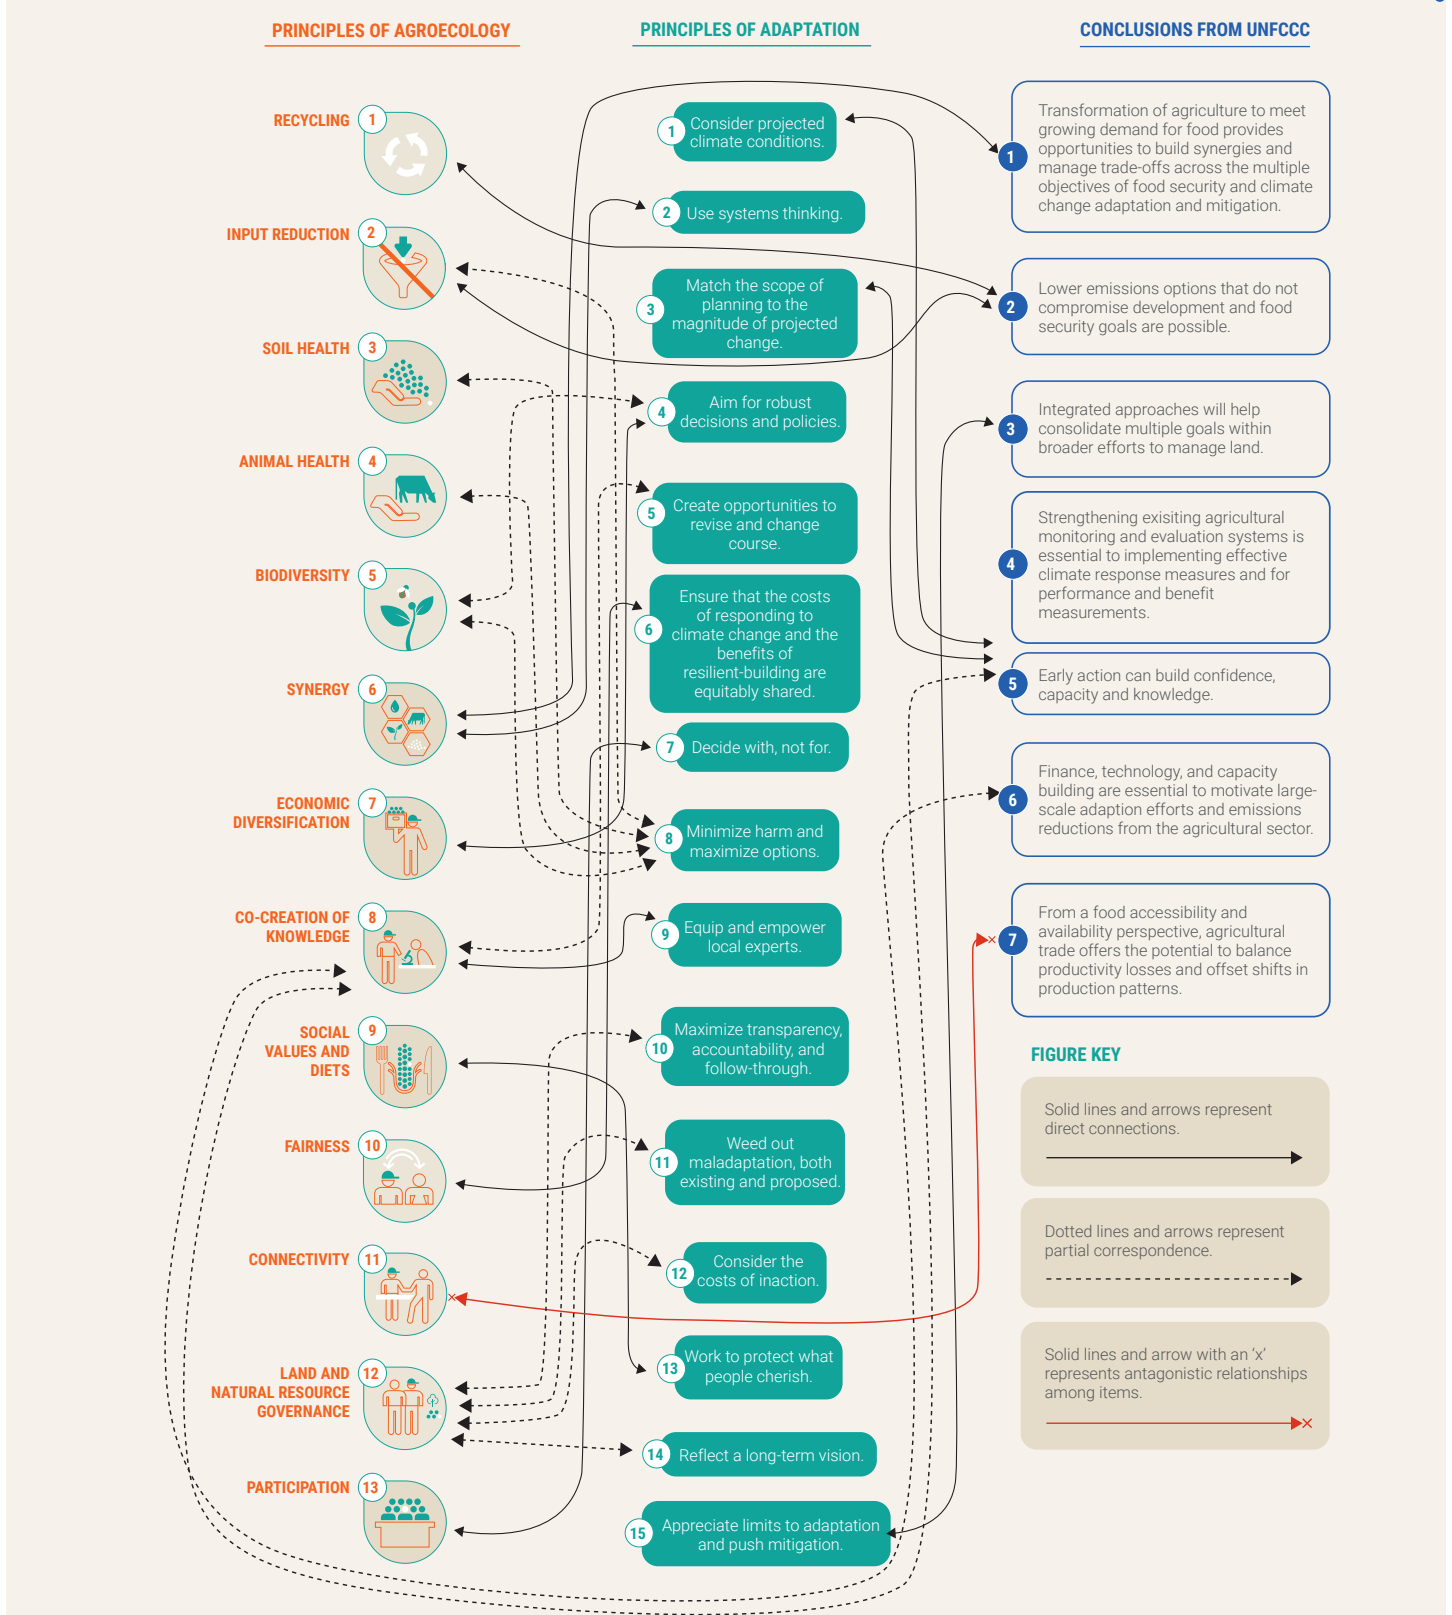 PRINCIPLES OF AGROECOLOGY
RECYCLING 1
INPUT REDUCTION 2
SOIL HEALTH 3
ANIMAL HEALTH 4
BIODIVERSITY 5
SYNERGY 6
ECONOMIC 7
DIVERSIFICATION
CO-CREATION OF 8
KNOWLEDGE
SOCIAL 9
VALUES AND
DIETS
FAIRNESS 10
CONNECTIVITY 11
LAND AND 12
NATURAL RESOURCE
GOVERNANCE
PARTICIPATION 13
PRINCIPLES OF ADAPTATION
1 Consider projected
climate conditions.
2 Use systems thinking.
3 Match the scope of
planning to the
magnitude of projected
change.
4 Aim for robust
decisions and policies.
5 Create opportunities to
revise and change
course.
6 Ensure that the costs
of responding to
climate change and the
benefits of
resilient-building are
equitably shared.
7 Decide with, not for.
8 Minimize harm and
maximize options.
9 Equip and empower
local experts.
10 Maximize transparency,
accountability, and
follow-through.
11 Weed out
maladaptation, both
existing and proposed.
12 Consider the
costs of inaction.
13 Work to protect what
people cherish.
14 Reflect a long-term vision.
15 Appreciate limits to adaptation
and push mitigation.
CONCLUSIONS FROM UNFCCC
1 Transformation of agriculture to meet
growing demand for food provides
opportunities to build synergies and
manage trade-offs across the multiple
objectives of food security and climate
change adaptation and mitigation.
2 Lower emissions options that do not
compromise development and food
security goals are possible.
3 Integrated approaches will help
consolidate multiple goals within
broader efforts to manage land.
4 Strengthening exisiting agricultural
monitoring and evaluation systems is
essential to implementing effective
climate response measures and for
performance and benefit
measurements.
5 Early action can build confidence,
capacity and knowledge.
6 Finance, technology, and capacity
building are essential to motivate large-
scale adaption efforts and emissions
reductions from the agricultural sector.
7 From a food accessibility and
availability perspective, agricultural
trade offers the potential to balance
productivity losses and offset shifts in
production patterns.
FIGURE KEY
Solid lines and arrows represent
direct connections.
Dotted lines and arrows represent
partial correspondence.
Solid lines and arrow with an ‘x’
represents antagonistic relationships
among items.